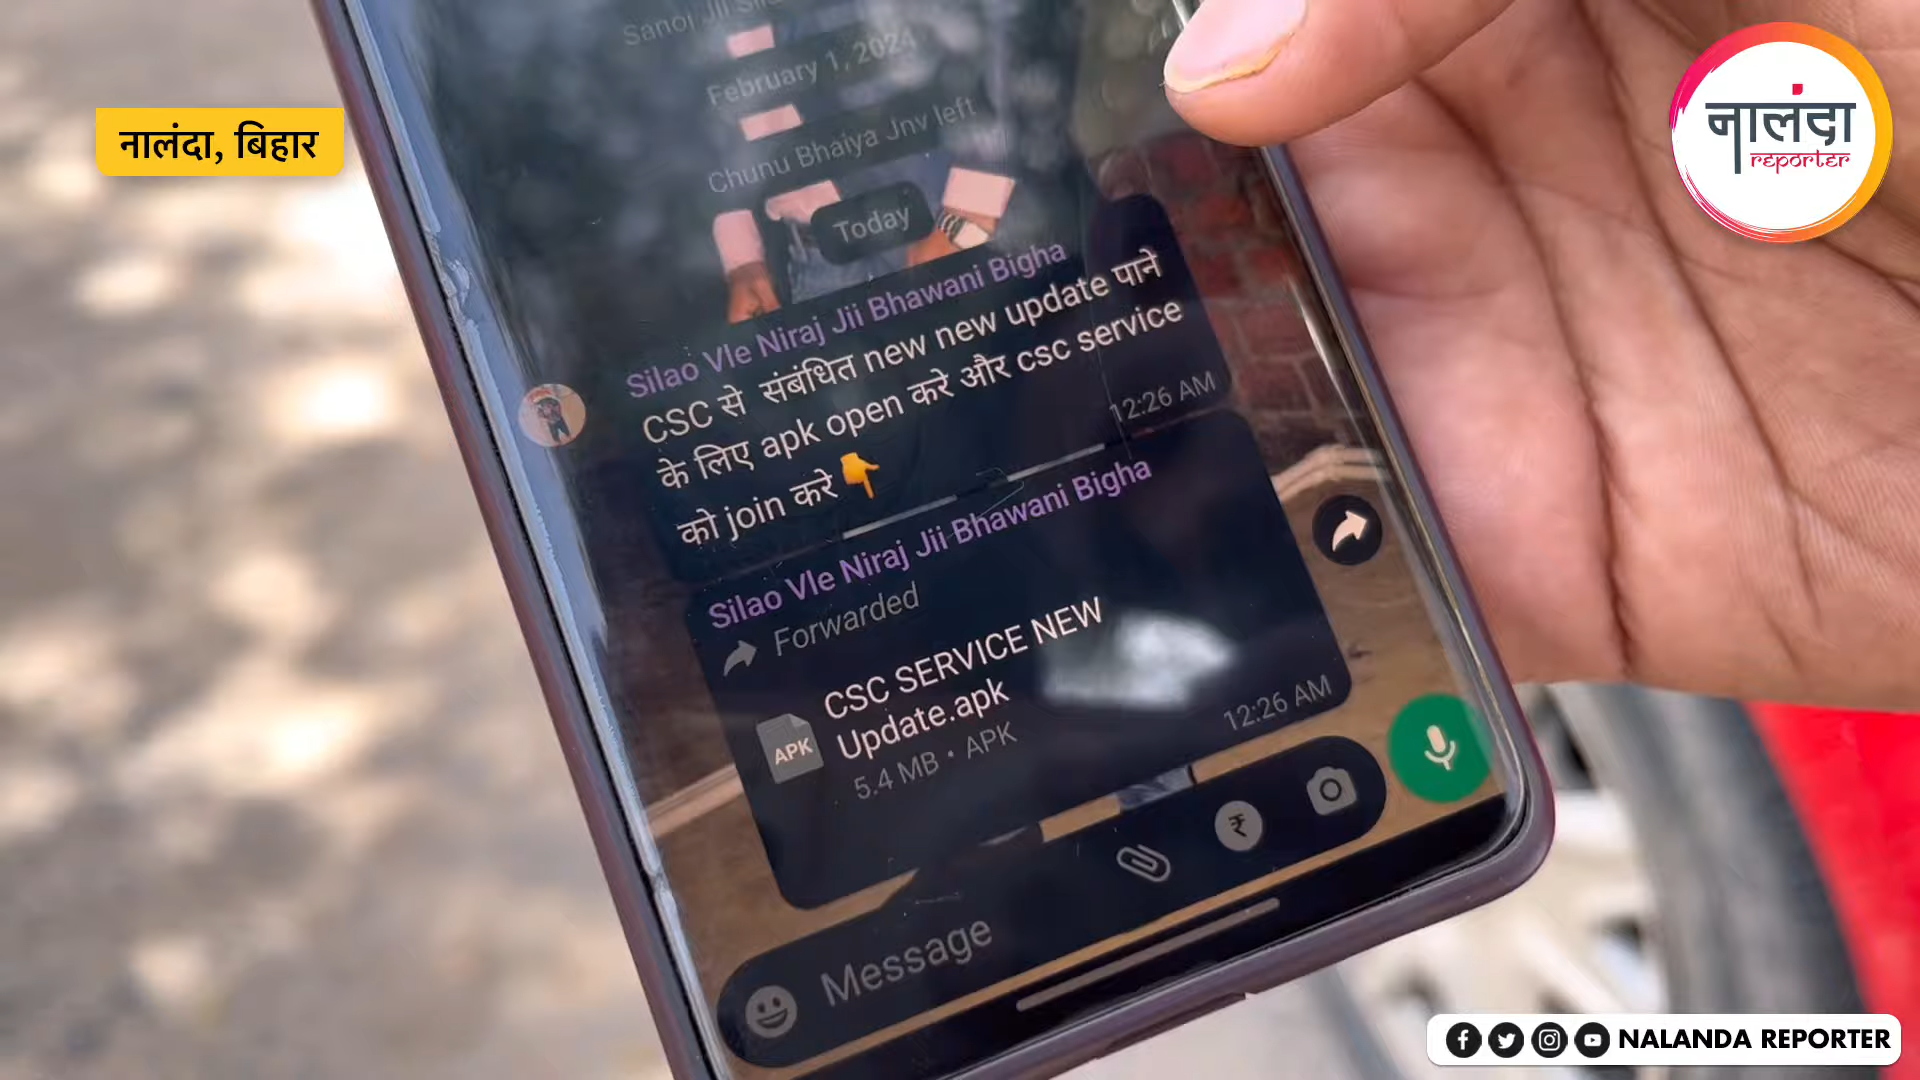 नालंदा, बिहार
नालंदा
reporter
February 1, 2024
Chunu Bhaiya Jnv left
Today
Silao Vle Niraj Jii Bhawani Bigha
CSC से संबंधित new new update पाने
के लिए apk open करे और csc service
को join करे👇
12:26 AM
Silao Vle Niraj Jii Bhawani Bigha
Forwarded
CSC SERVICE NEW
Update.apk
APK
5.4 MB • APK
12:26 AM
Message
NALANDA REPORTER